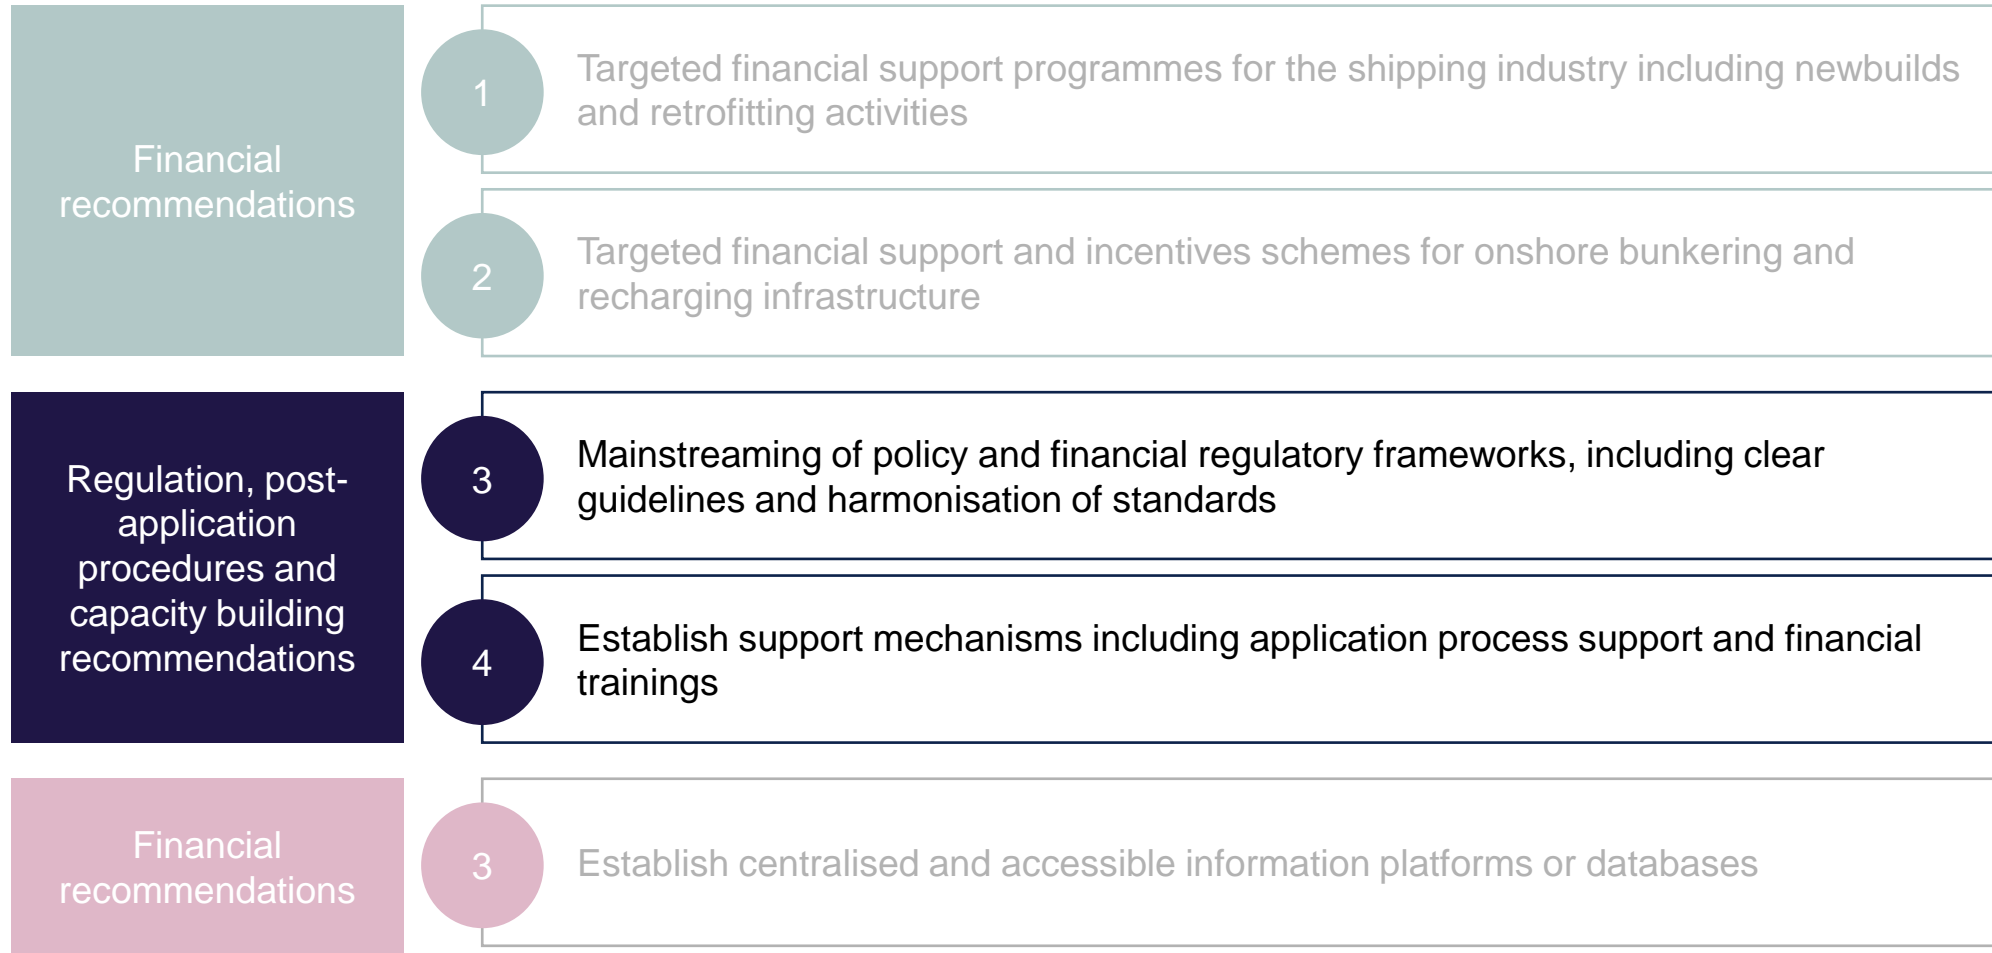 Financial
recommendations
1
Targeted financial support programmes for the shipping industry including newbuilds
and retrofitting activities
2
Targeted financial support and incentives schemes for onshore bunkering and
recharging infrastructure
Regulation, post-
application
procedures and
capacity building
recommendations
3
Mainstreaming of policy and financial regulatory frameworks, including clear
guidelines and harmonisation of standards
4
Establish support mechanisms including application process support and financial
trainings
Financial
recommendations
3
Establish centralised and accessible information platforms or databases